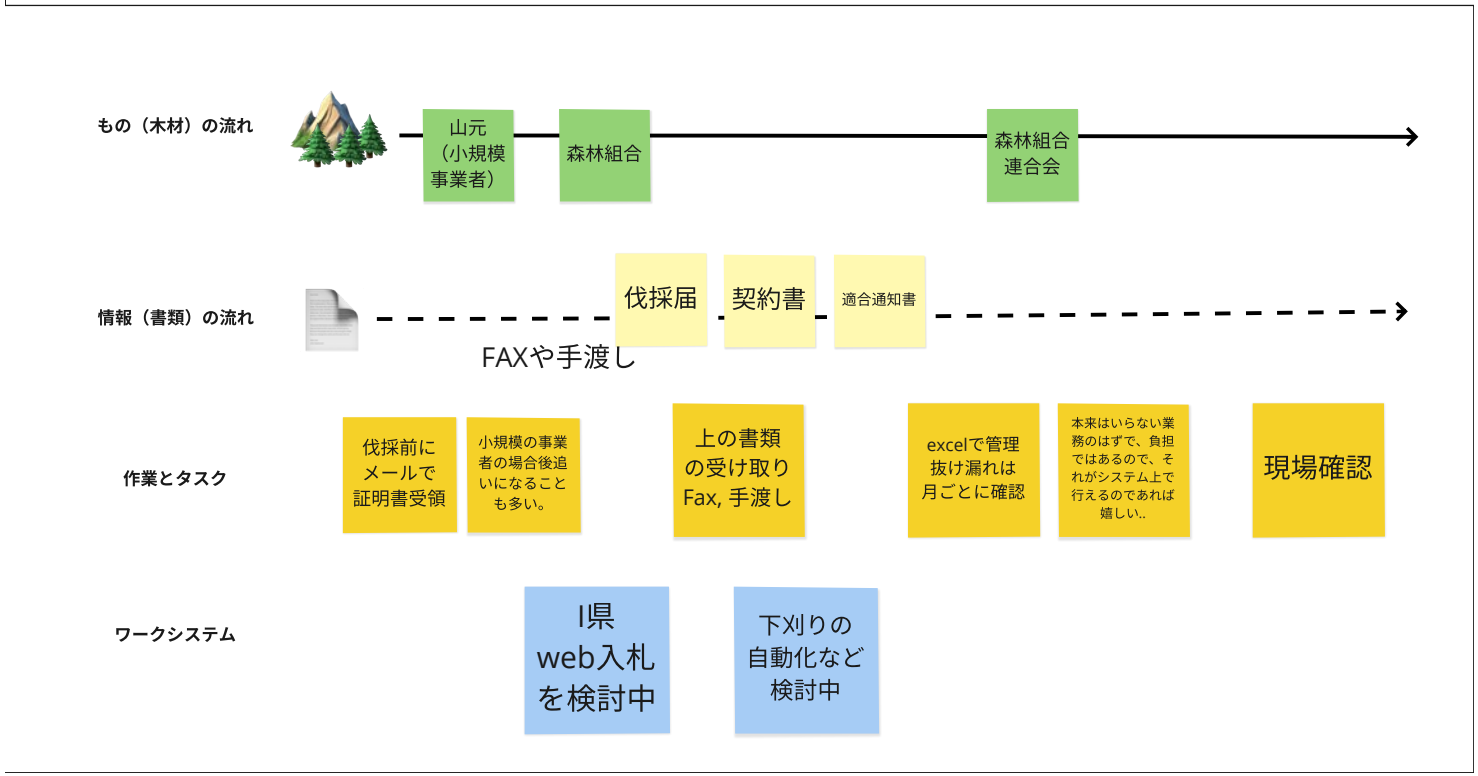 もの（木材）の流れ
山元
（小規模
事業者）
森林組合
森林組合
連合会
情報（書類）の流れ
伐採届
契約書
適合通知書
FAXや手渡し
作業とタスク
伐採前に
メールで
証明書受領
小規模の事業
者の場合後追
いになること
も多い。
上の書類
の受け取り
Fax, 手渡し
excelで管理
抜け漏れは
月ごとに確認
本来はいらない業
務のはずで、負担
ではあるので、そ
れがシステム上で
行えるのであれば
嬉しい..
現場確認
ワークシステム
I県
web入札
を検討中
下刈りの
自動化など
検討中